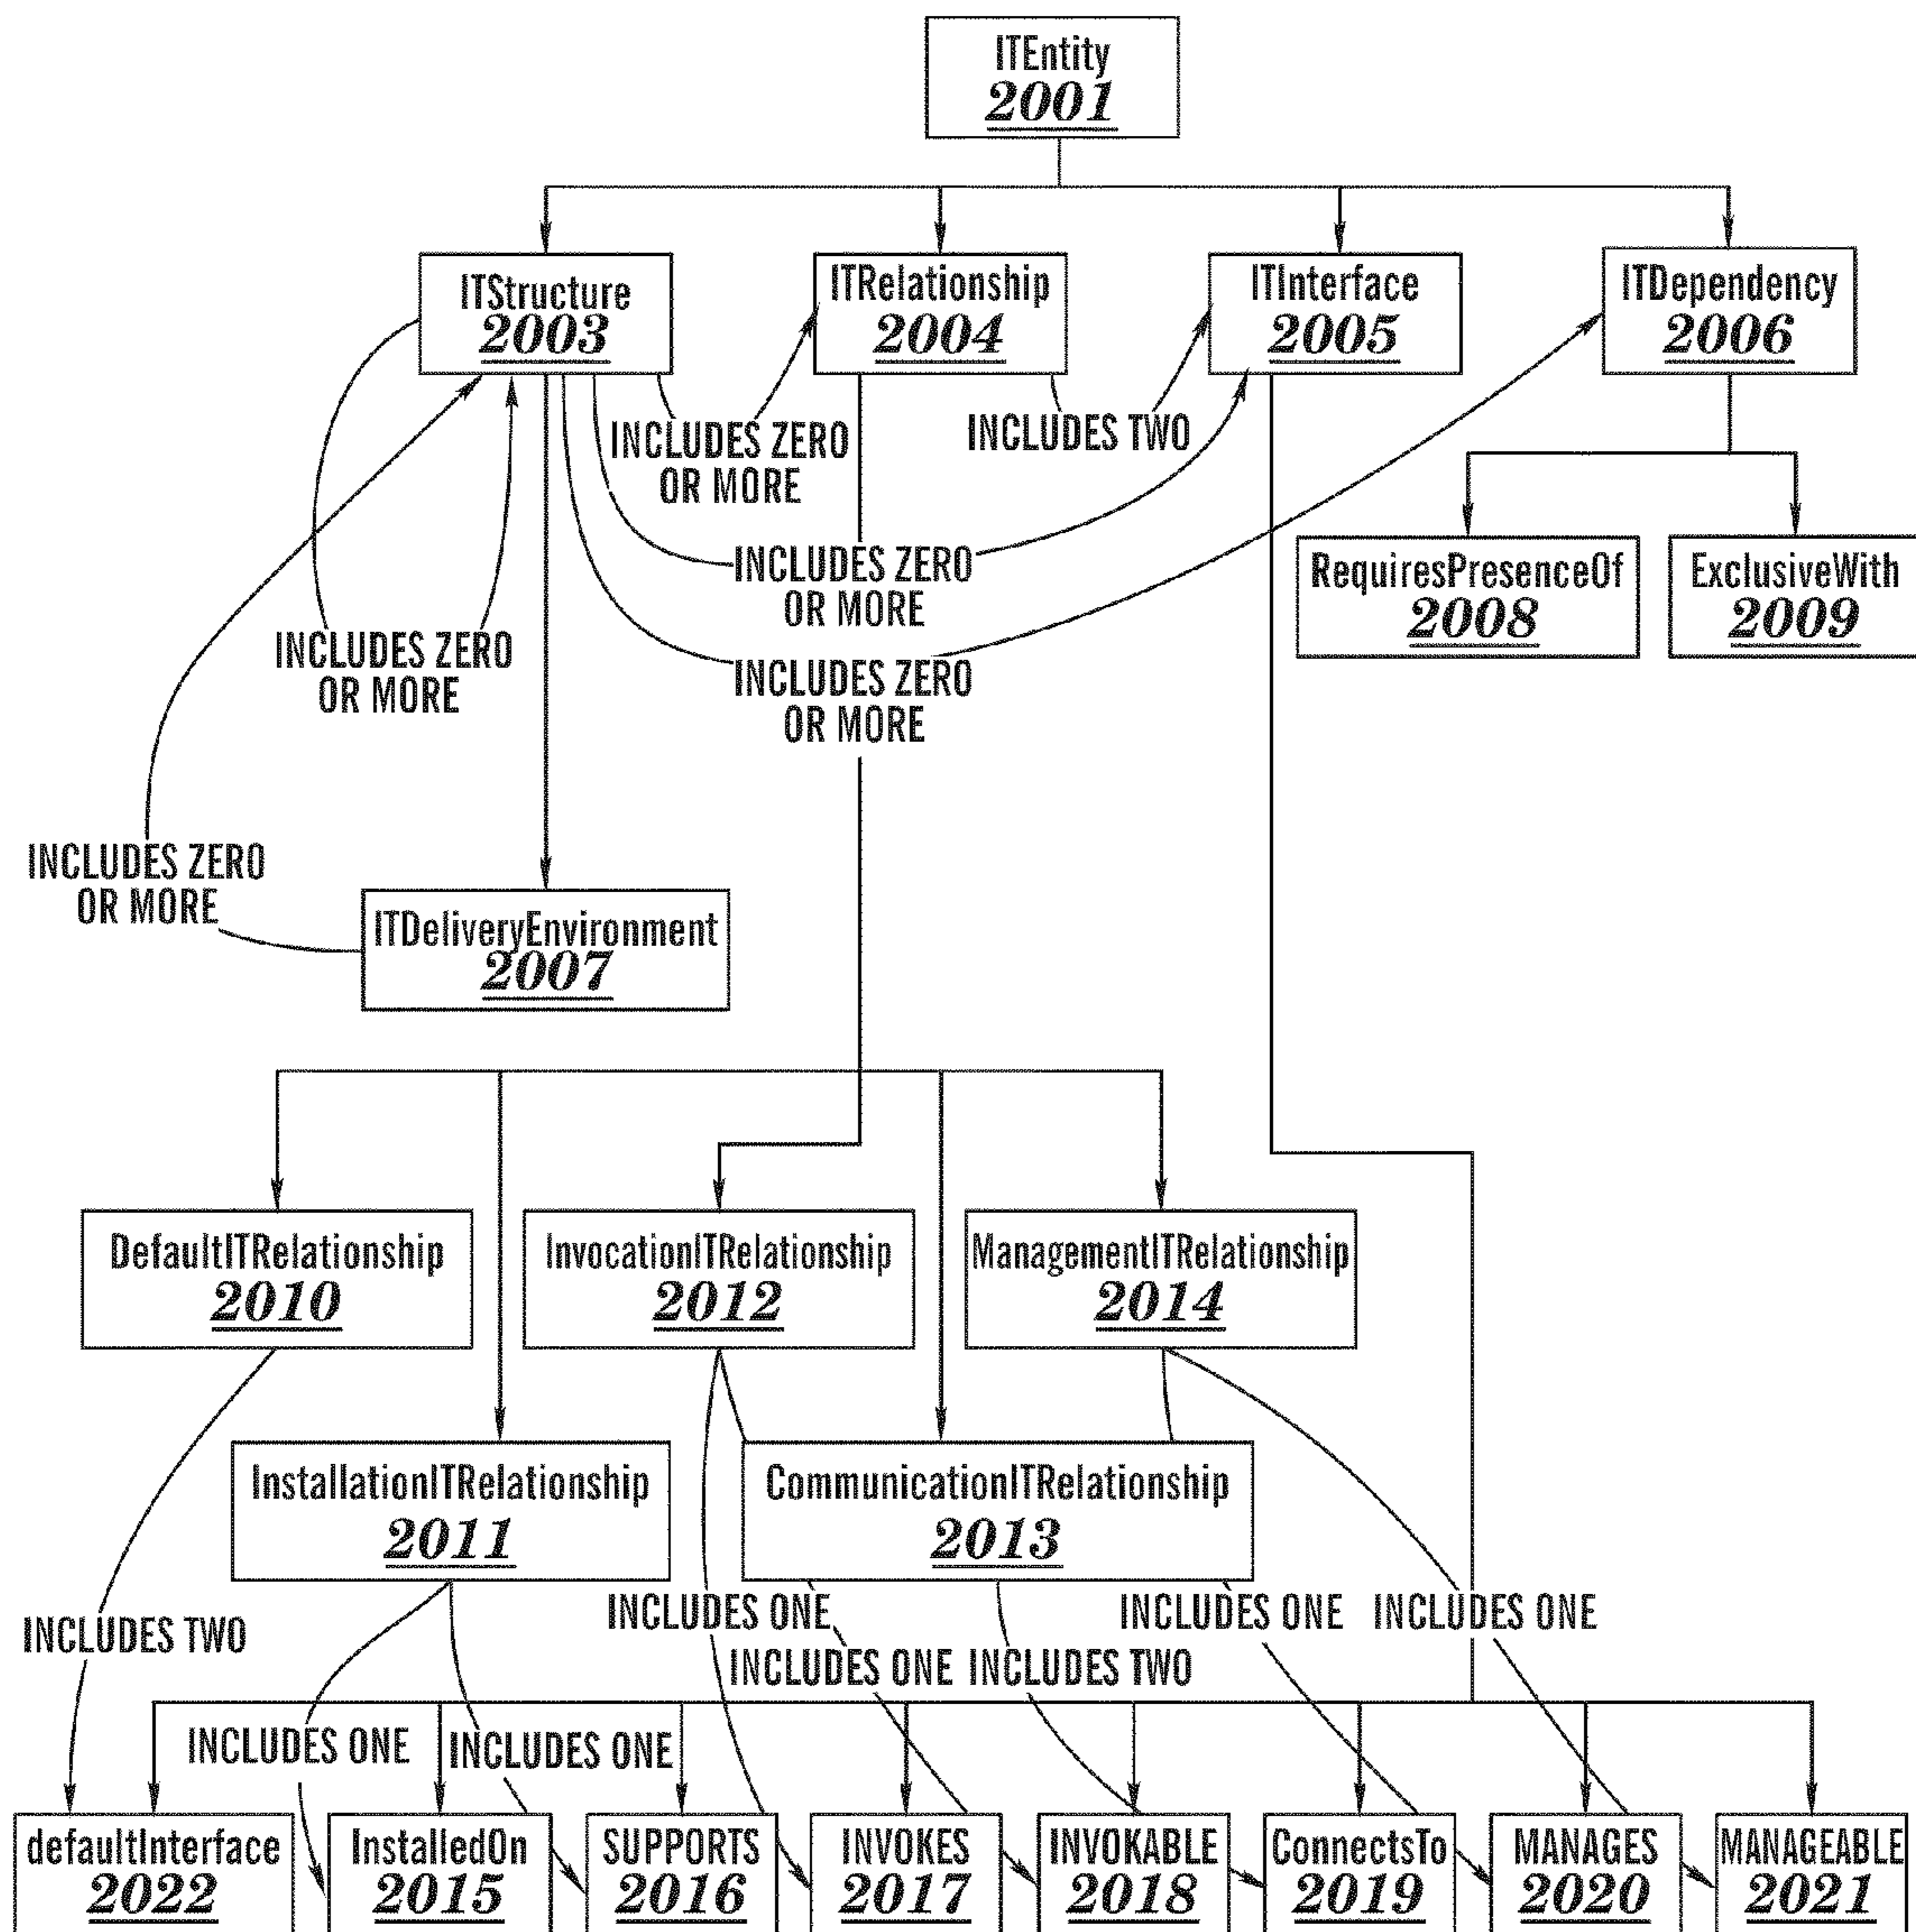 ITEntity
2001
ITStructure
2003
ITRelationship
2004
ITInterface
2005
ITDependency
2006
INCLUDES ZERO
OR MORE
INCLUDES TWO
INCLUDES ZERO
OR MORE
RequiresPresenceOf
2008
ExclusiveWith
2009
INCLUDES ZERO
OR MORE
INCLUDES ZERO
OR MORE
INCLUDES ZERO
OR MORE
ITDeliveryEnvironment
2007
DefaultITRelationship
2010
InvocationITRelationship
2012
ManagementITRelationship
2014
InstallationITRelationship
2011
CommunicationITRelationship
2013
INCLUDES TWO
INCLUDES ONE
INCLUDES ONE
INCLUDES ONE
INCLUDES ONE
INCLUDES TWO
INCLUDES ONE
INCLUDES ONE
defaultInterface
2022
InstalledOn
2015
SUPPORTS
2016
INVOKES
2017
INVOKABLE
2018
ConnectsTo
2019
MANAGES
2020
MANAGEABLE
2021